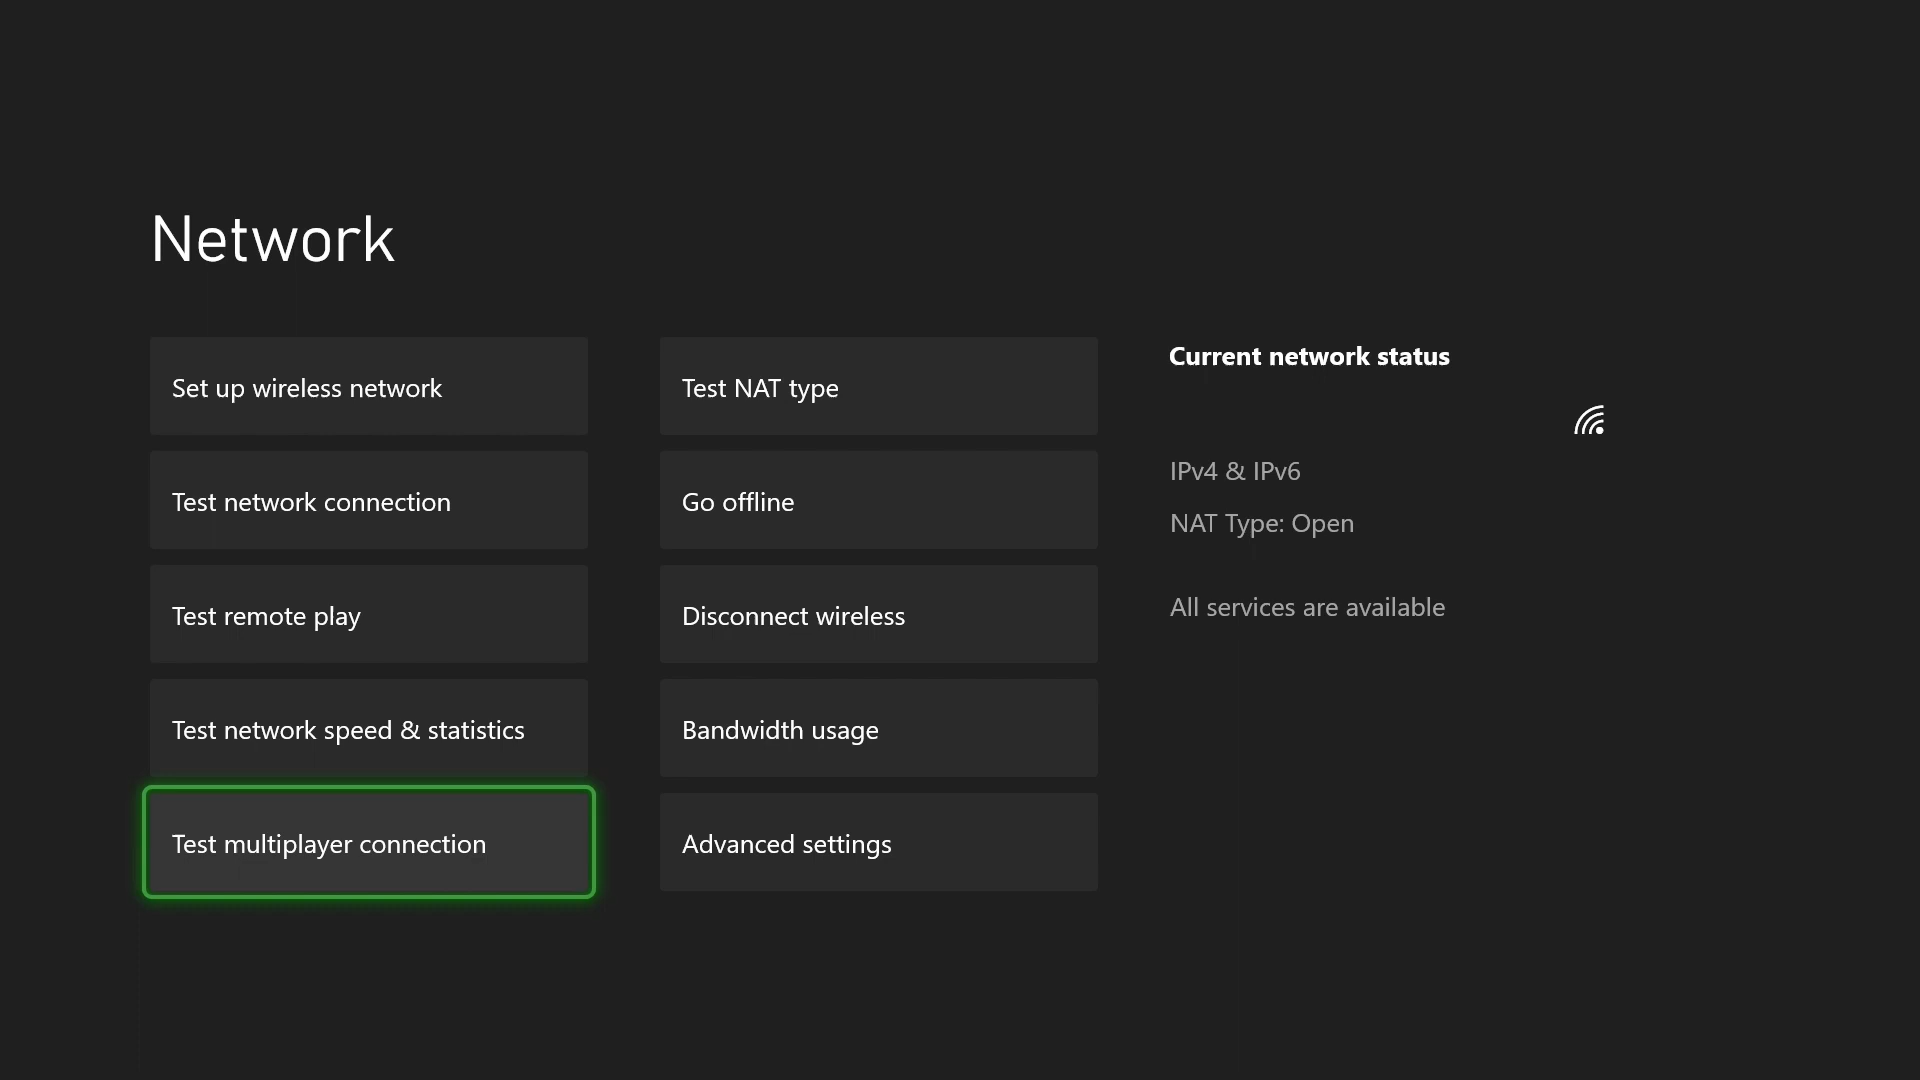 Network
Set up wireless network
Test network connection
Test remote play
Test network speed & statistics
Test multiplayer connection
Test NAT type
Go offline
Disconnect wireless
Bandwidth usage
Advanced settings
Current network status
IPv4 & IPv6
NAT Type: Open
All services are available